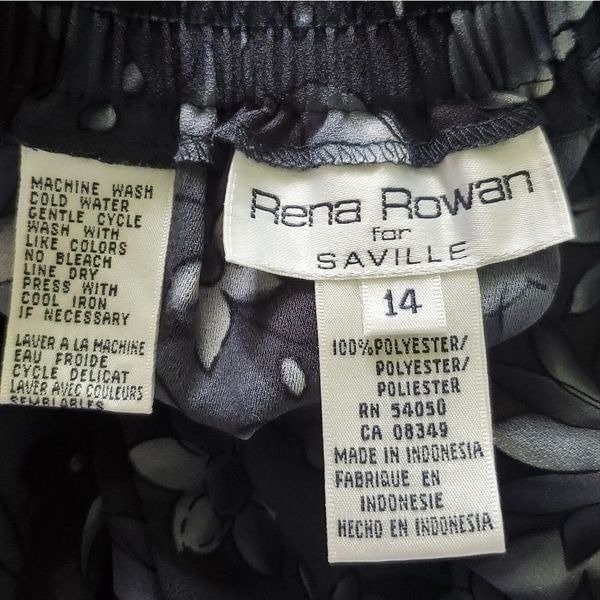 MACHINE WASH
COLD WATER
GENTLE CYCLE
WASH WITH
LIKE COLORS
NO BLEACH
LINE DRY
PRESS WITH
COOL IRON
IF NECESSARY
LAVER A LA MACHINE
EAU FROIDE
CYCLE DELICAT
LAVER AVEC COULEURS
SEMBLABLES
Rena Rowan
for
SAVILLE
14
100%POLYESTER/
POLYESTER/
POLIESTER
RN 54050
CA 08349
MADE IN INDONESIA
FABRIQUE EN
INDONESIE
HECHO EN INDONESIA